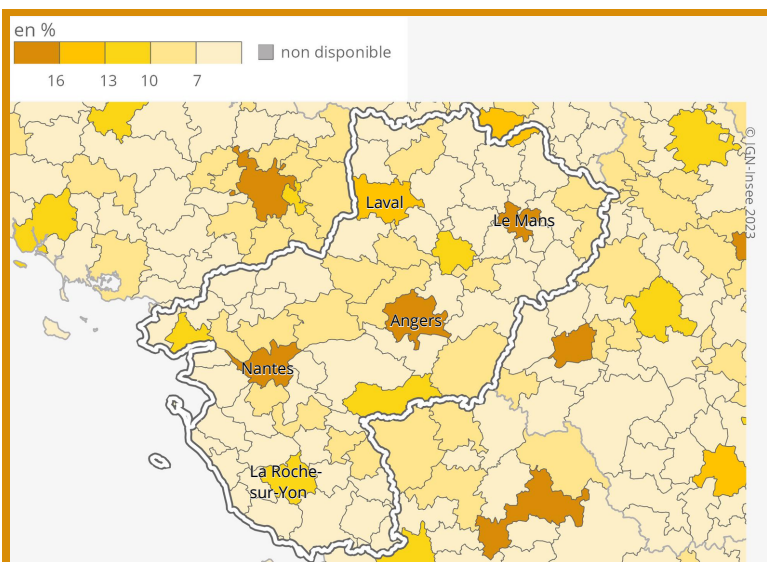 en %
non disponible
16 13 10 7
© IGN-Insee 2023
Laval
Le Mans
Angers
Nantes
La Roche-
sur-Yon